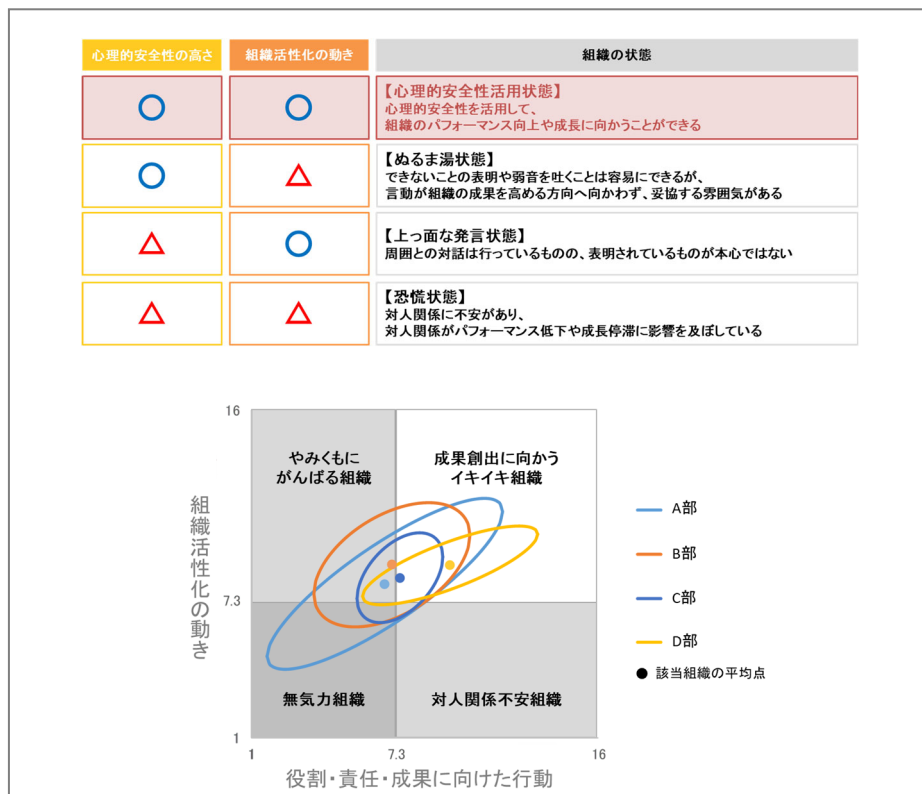 心理的安全性の高さ
組織活性化の動き
組織の状態
【心理的安全性活用状態】
心理的安全性を活用して、
組織のパフォーマンス向上や成長に向かうことができる
【ぬるま湯状態】
できないことの表明や弱音を吐くことは容易にできるが、
言動が組織の成果を高める方向へ向かわず、妥協する雰囲気がある
【上っ面な発言状態】
周囲との対話は行っているものの、表明されているものが本心ではない
【恐慌状態】
対人関係に不安があり、
対人関係がパフォーマンス低下や成長停滞に影響を及ぼしている
16
やみくもに
がんばる組織
成果創出に向かう
イキイキ組織
組織活性化の動き
7.3
無気力組織
対人関係不安組織
1
1
7.3
16
役割・責任・成果に向けた行動
A部
B部
C部
D部
該当組織の平均点